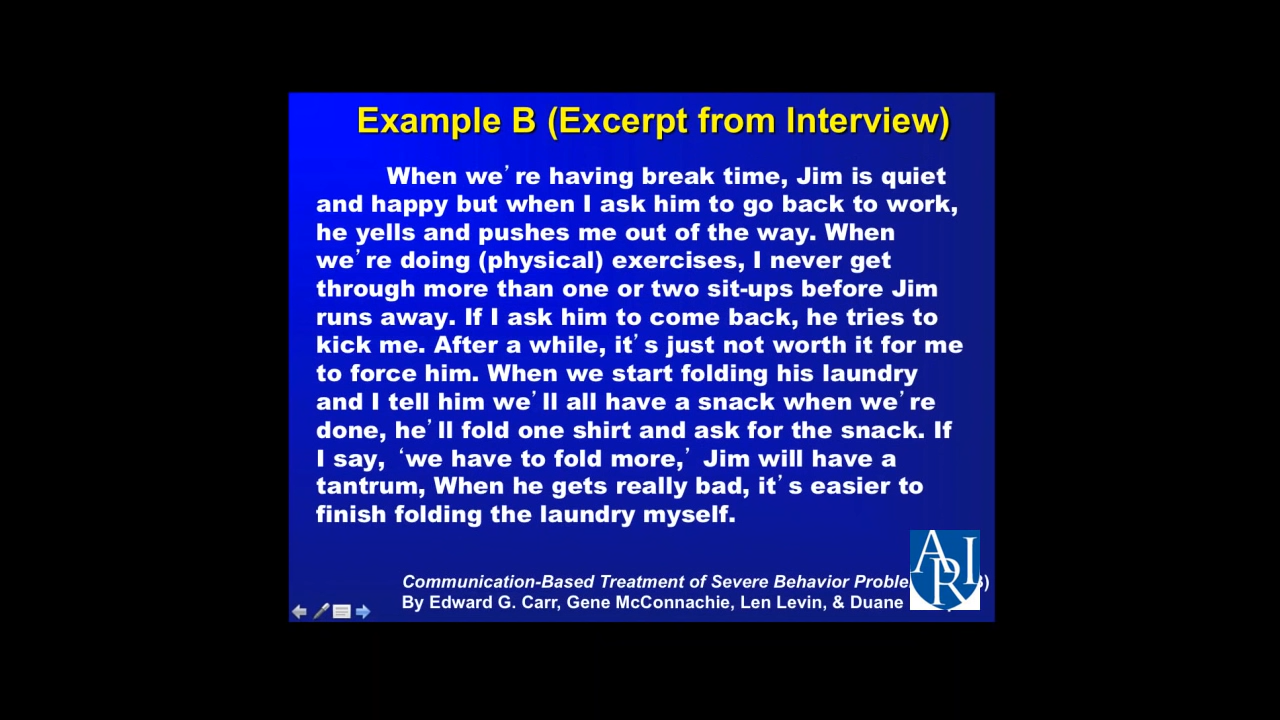 Example B (Excerpt from Interview)
When we're having break time, Jim is quiet
and happy but when I ask him to go back to work,
he yells and pushes me out of the way. When
we're doing (physical) exercises, I never get
through more than one or two sit-ups before Jim
runs away. If I ask him to come back, he tries to
kick me. After a while, it's just not worth it for me
to force him. When we start folding his laundry
and I tell him we'll all have a snack when we're
done, he'll fold one shirt and ask for the snack. If
I say, ‘we have to fold more,’ Jim will have a
tantrum, When he gets really bad, it's easier to
finish folding the laundry myself.
Communication-Based Treatment of Severe Behavior
By Edward G. Carr, Gene McConnachie, Len Levin, & Duane
ARI